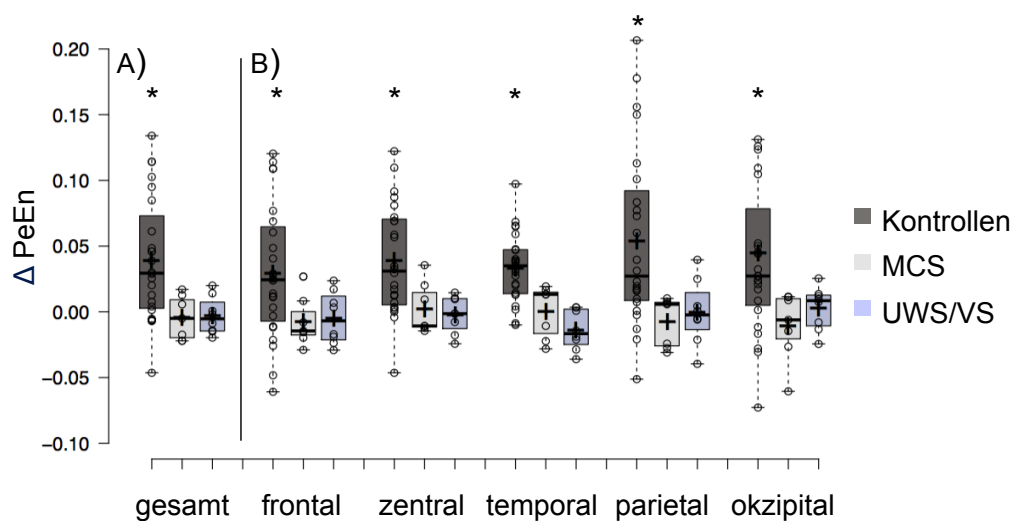 A) B)
* * * * * *
Δ PeEn
0.20
0.15
0.10
0.05
0.00
−0.05
−0.10
gesamt frontal zentral temporal parietal okzipital
Kontrollen
MCS
UWS/VS